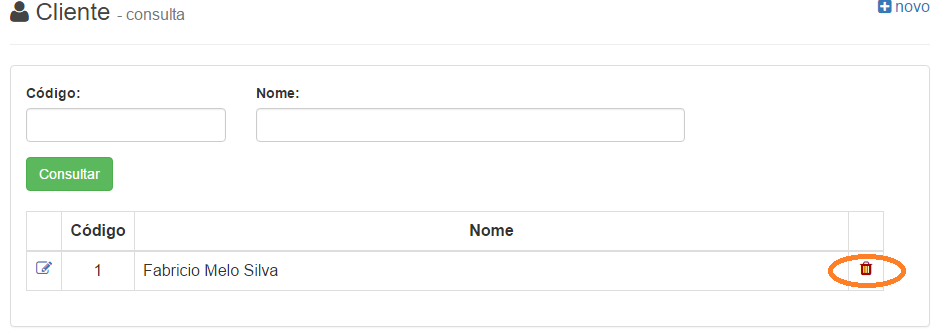 Cliente - consulta
novo
Código:
Nome:
Consultar
Código Nome
1 Fabricio Melo Silva